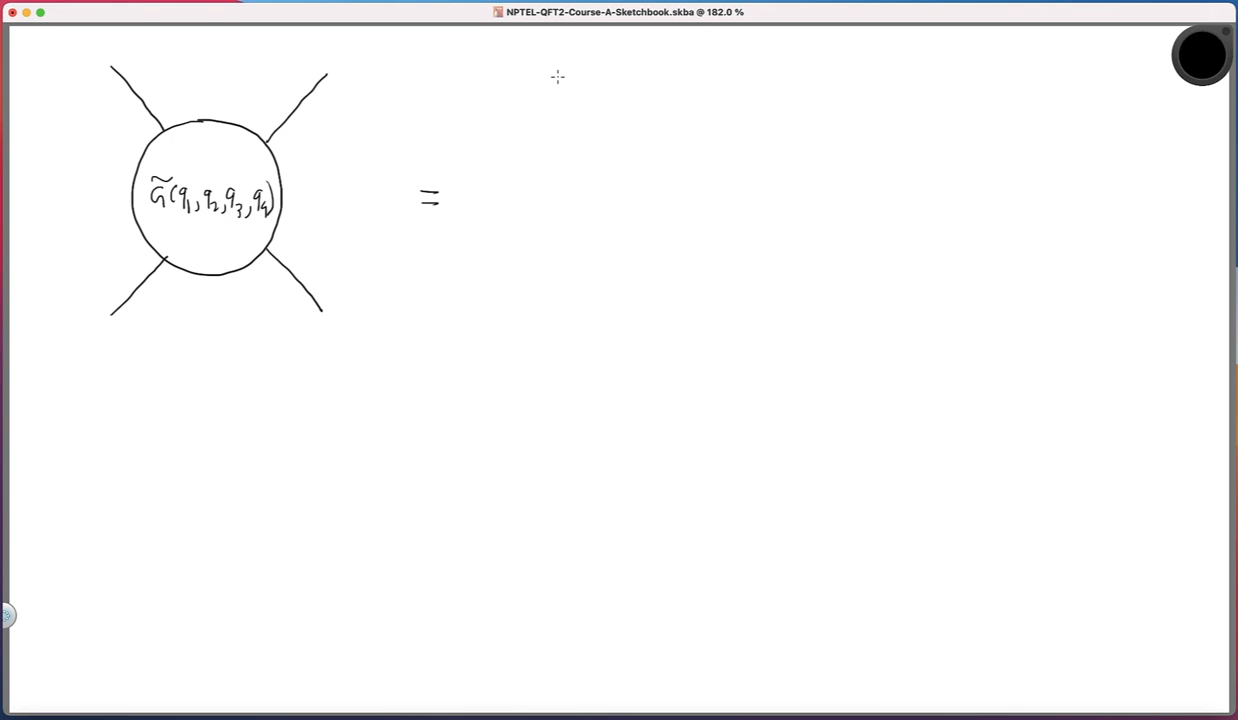 NPTEL-QFT2-Course-A-Sketchbook.skba @ 182.0 %
G̃(q₁, q₂, q₃, q₄) =